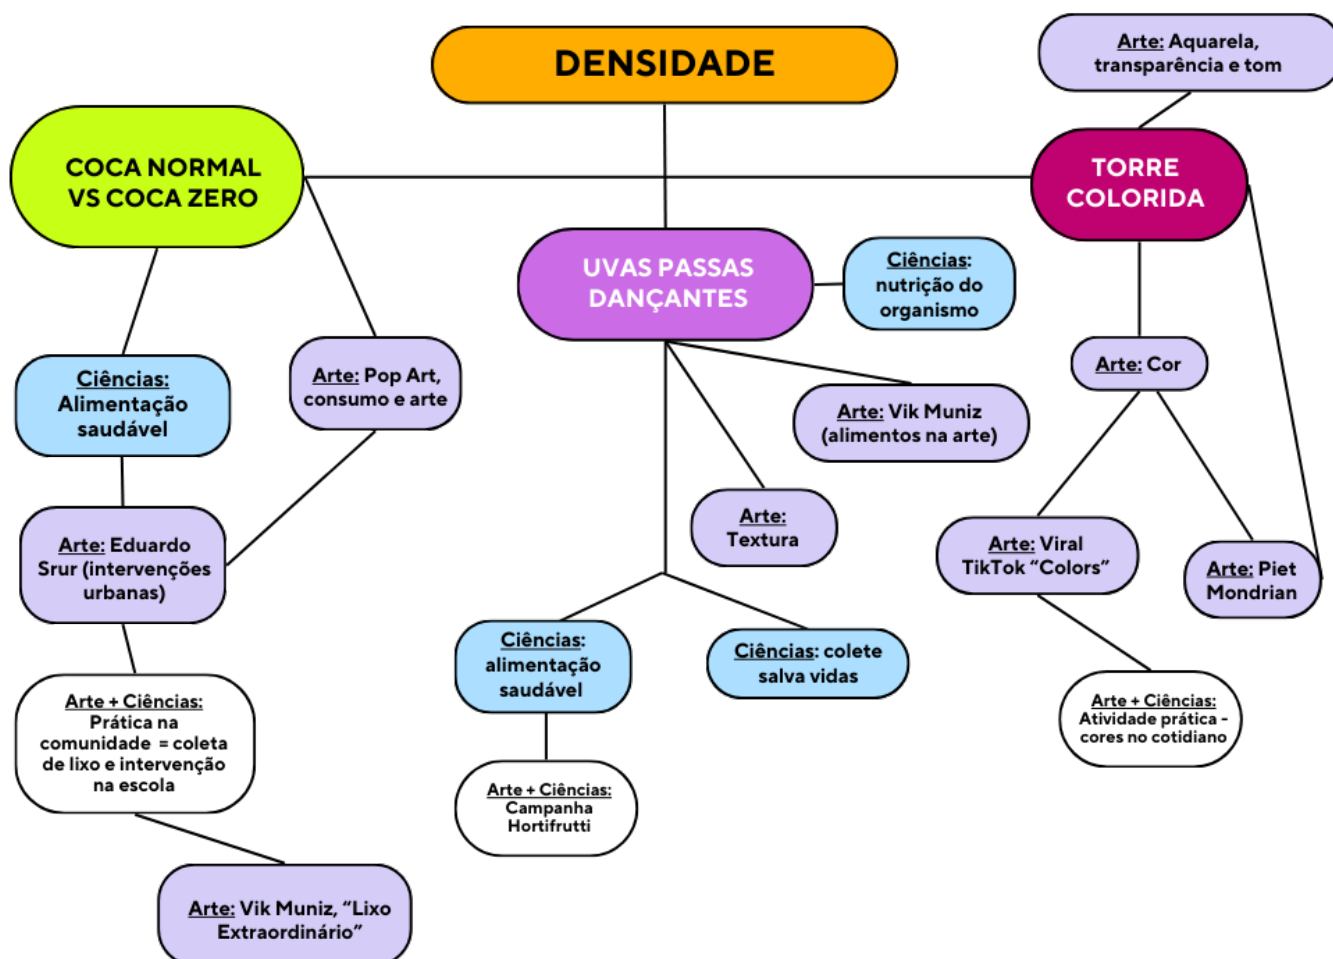 DENSIDADE
Arte: Aquarela,
transparência e tom
COCA NORMAL
VS COCA ZERO
TORRE
COLORIDA
UVAS PASSAS
DANÇANTES
Ciências:
nutrição do
organismo
Ciências:
Alimentação
saudável
Arte: Pop Art,
consumo e arte
Arte: Cor
Arte: Vik Muniz
(alimentos na arte)
Arte:
Textura
Arte: Eduardo
Srur (intervenções
urbanas)
Arte: Viral
TikTok “Colors”
Arte: Piet
Mondrian
Ciências:
alimentação
saudável
Ciências: colete
salva vidas
Arte + Ciências:
Prática na
comunidade = coleta
de lixo e intervenção
na escola
Arte + Ciências:
Atividade prática -
cores no cotidiano
Arte + Ciências:
Campanha
Hortifrutti
Arte: Vik Muniz, “Lixo
Extraordinário”